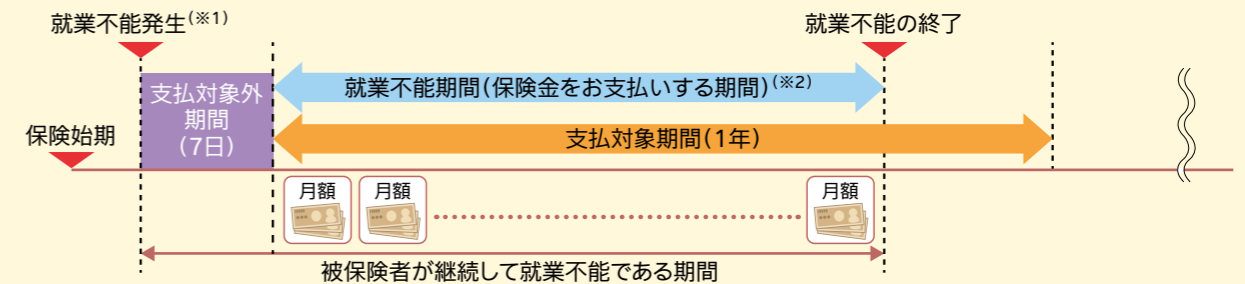 就業不能発生(※1)
就業不能の終了
支払対象外
期間
(7日)
就業不能期間(保険金をお支払いする期間)(※2)
保険始期
支払対象期間(1年)
月額
月額
月額
被保険者が継続して就業不能である期間